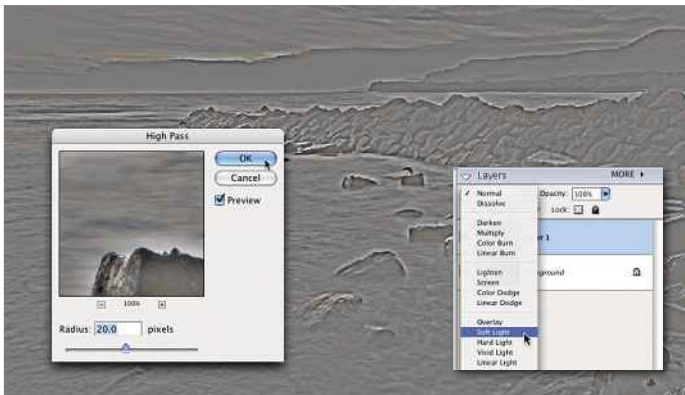 High Pass
OK
Cancel
Preview
100%
Radius: 20.0 pixels
Layers MORE
Normal
Opacity: 100%
Dissolve
Lock:
Darken
Multiply
Color Burn
Linear Burn
Lighten
Screen
Color Dodge
Linear Dodge
Overlay
Soft Light
Hard Light
Vivid Light
Linear Light